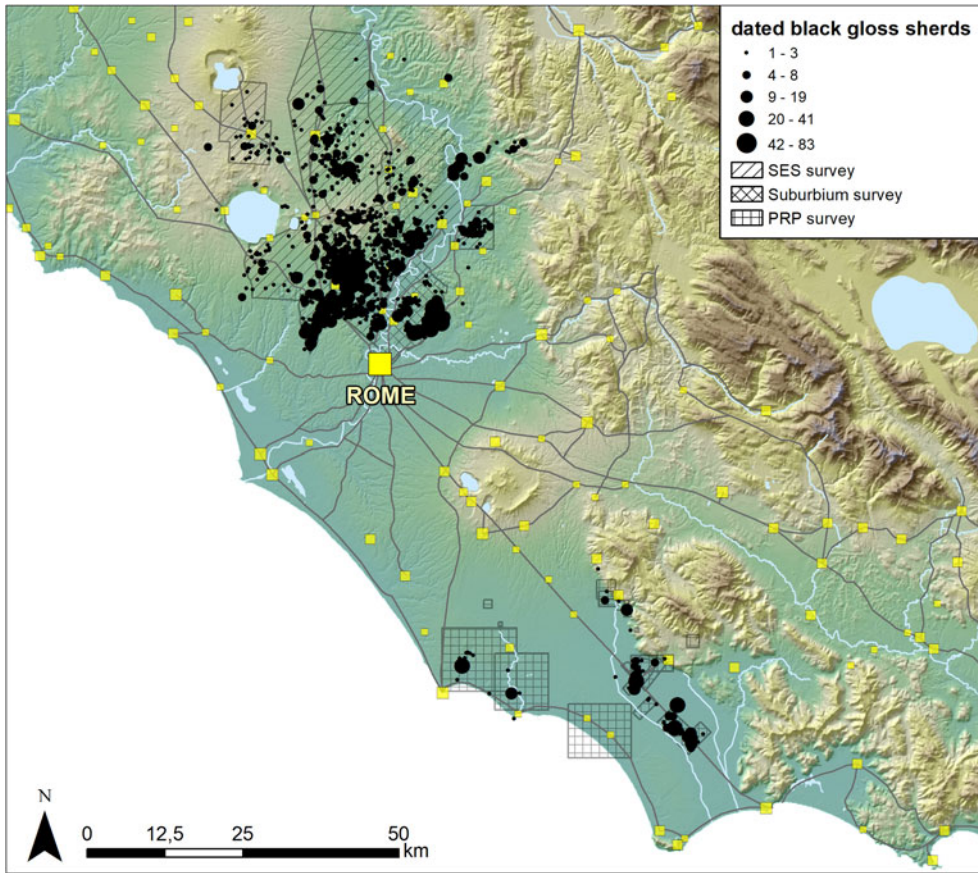 dated black gloss sherds
1 - 3
4 - 8
9 - 19
20 - 41
42 - 83
SES survey
Suburbium survey
PRP survey
ROME
N
0 12,5 25 50
km